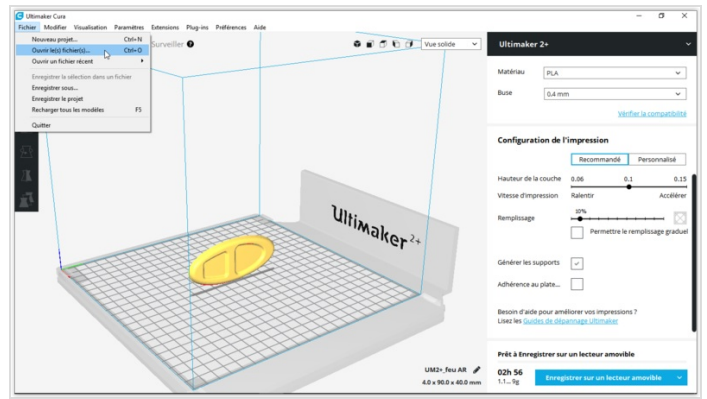 Ultimaker Cura
Fichier Modifier Visualisation Paramètres Extensions Plug-ins Préférences Aide
Nouveau projet... Ctrl+N
Ouvrir le(s) fichier(s)... Ctrl+O
Ouvrir un fichier récent
Enregistrer la sélection dans un fichier
Enregistrer sous...
Enregistrer le projet
Recharger tous les modèles F5
Quitter
Surveiller
Vue solide
Ultimaker 2+
Ultimaker 2+
Matériau PLA
Buse 0.4 mm
Vérifier la compatibilité
Configuration de l'impression
Recommandé Personnalisé
Hauteur de la couche 0.06 0.1 0.15
Vitesse d'impression Ralentir Accélérer
Remplissage 10%
Permettre le remplissage graduel
Générer les supports
Adhérence au plate...
Besoin d'aide pour améliorer vos impressions ?
Lisez les Guides de dépannage Ultimaker
Prêt à Enregistrer sur un lecteur amovible
02h 56
1.1... 9g
Enregistrer sur un lecteur amovible
UM2+_feu AR
4.0 x 90.0 x 40.0 mm